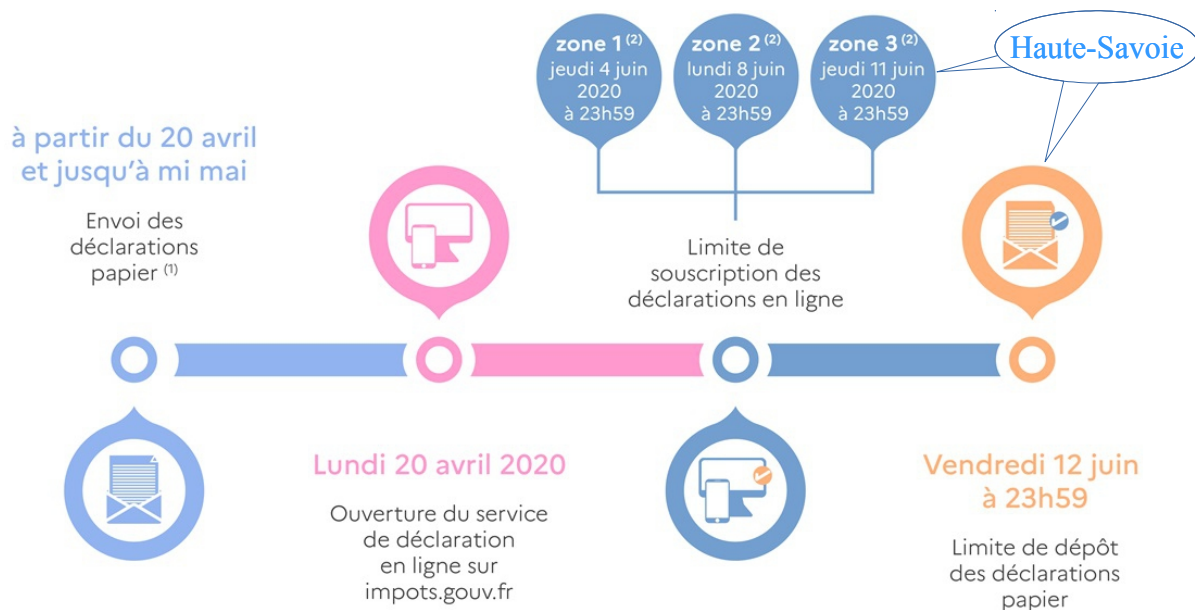 zone 1 (2)
jeudi 4 juin
2020
à 23h59
zone 2 (2)
lundi 8 juin
2020
à 23h59
zone 3 (2)
jeudi 11 juin
2020
à 23h59
Haute-Savoie
à partir du 20 avril
et jusqu'à mi mai
Envoi des
déclarations
papier (1)
Limite de
souscription des
déclarations en ligne
Lundi 20 avril 2020
Ouverture du service
de déclaration
en ligne sur
impots.gouv.fr
Vendredi 12 juin
à 23h59
Limite de dépôt
des déclarations
papier